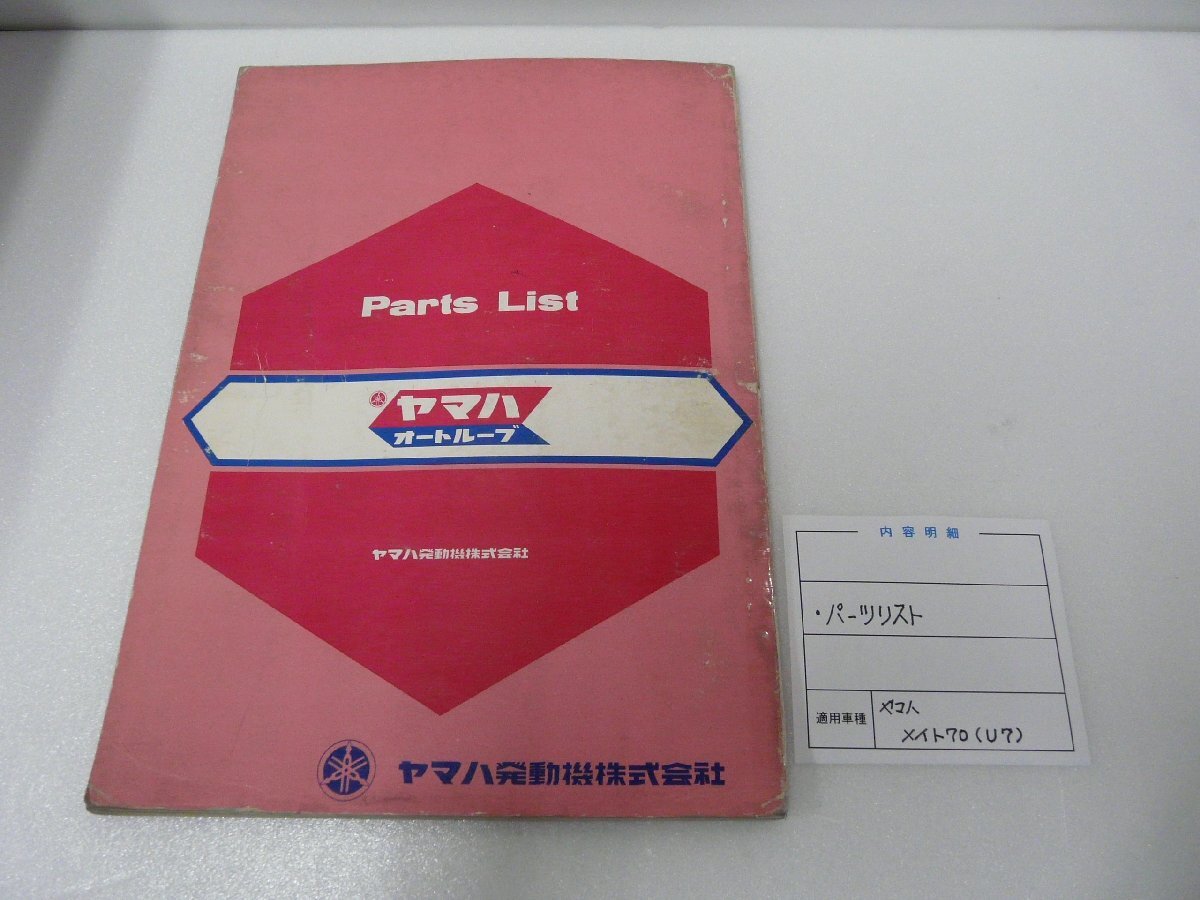 Parts List
ヤマハ
オートルーブ
ヤマハ発動機株式会社
ヤマハ発動機株式会社
内容明細
・パーツリスト
適用車種
ヤマハ
メイト70(U7)